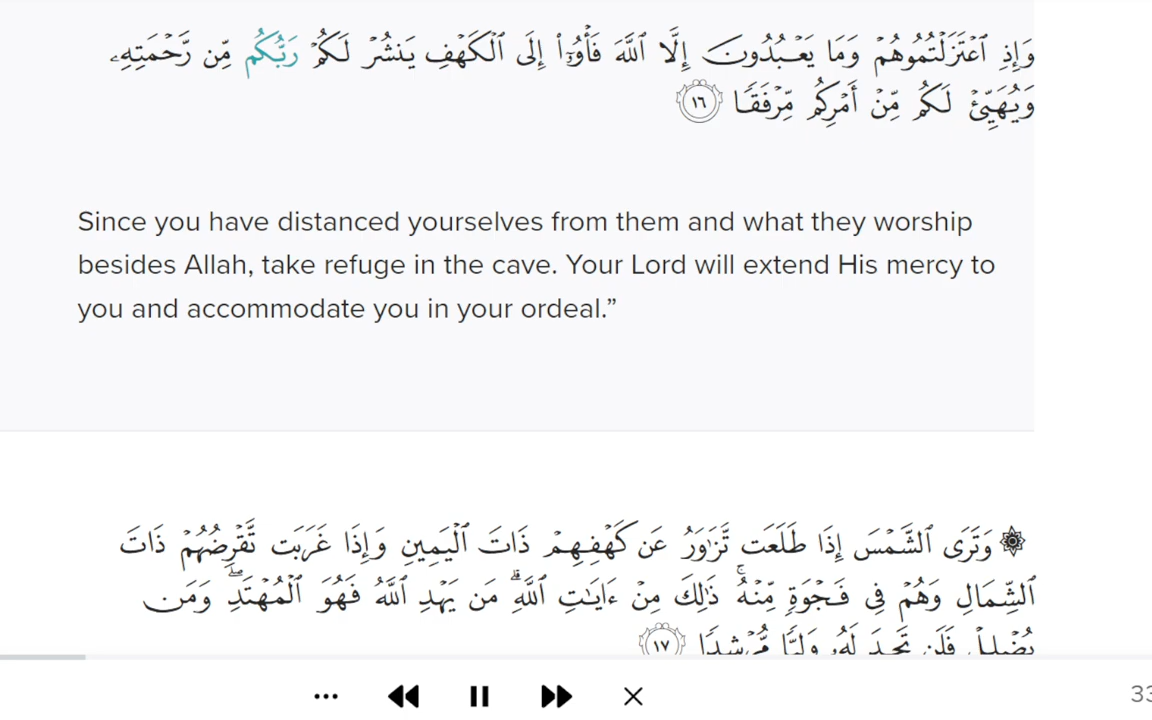 وَإِذِ ٱعْتَزَلْتُمُوهُمْ وَمَا يَعْبُدُونَ إِلَّا ٱللَّهَ فَأْوُۥٓا۟ إِلَى ٱلْكَهْفِ يَنشُرْ لَكُمْ رَبُّكُم مِّن رَّحْمَتِهِۦ
وَيُهَيِّئْ لَكُم مِّنْ أَمْرِكُم مِّرْفَقًا ١٦
Since you have distanced yourselves from them and what they worship
besides Allah, take refuge in the cave. Your Lord will extend His mercy to
you and accommodate you in your ordeal.”
۞ وَتَرَى ٱلشَّمْسَ إِذَا طَلَعَت تَّزَٰوَرُ عَن كَهْفِهِمْ ذَاتَ ٱلْيَمِينِ وَإِذَا غَرَبَت تَّقْرِضُهُمْ ذَاتَ
ٱلشِّمَالِ وَهُمْ فِى فَجْوَةٍ مِّنْهُ ۚ ذَٰلِكَ مِنْ ءَايَـٰتِ ٱللَّهِ ۗ مَن يَهْدِ ٱللَّهُ فَهُوَ ٱلْمُهْتَدِ ۖ وَمَن
يُضْلِلْ فَلَن تَجِدَ لَهُۥ وَلِيًّا مُّرْشِدًا ١٧